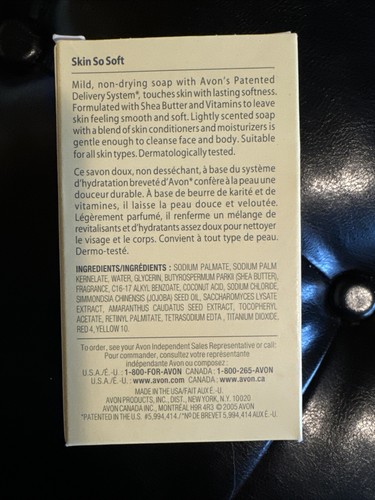 Skin So Soft
Mild, non-drying soap with Avon's Patented
Delivery System*, touches skin with lasting softness.
Formulated with Shea Butter and Vitamins to leave
skin feeling smooth and soft. Lightly scented soap
with a blend of skin conditioners and moisturizers is
gentle enough to cleanse face and body. Suitable
for all skin types. Dermatologically tested.
Ce savon doux, non desséchant, à base du système
d'hydratation breveté d'Avon* confère à la peau une
douceur durable. À base de beurre de karité et de
vitamines, il laisse la peau douce et veloutée.
Légèrement parfumé, il renferme un mélange de
revitalisants et d'hydratants assez doux pour nettoyer
le visage et le corps. Convient à tout type de peau.
Dermo-testé.
INGREDIENTS/INGRÉDIENTS : SODIUM PALMATE, SODIUM PALM
KERNELATE, WATER, GLYCERIN, BUTYROSPERMUM PARKII (SHEA BUTTER),
FRAGRANCE, C16-17 ALKYL BENZOATE, COCONUT ACID, SODIUM CHLORIDE,
SIMMONDSIA CHINENSIS (JOJOBA) SEED OIL, SACCHAROMYCES LYSATE
EXTRACT, AMARANTHUS CAUDATUS SEED EXTRACT, TOCOPHERYL
ACETATE, RETINYL PALMITATE, TETRASODIUM EDTA , TITANIUM DIOXIDE,
RED 4, YELLOW 10.
To order, see your Avon Independent Sales Representative or call:
Pour commander, consultez votre représentante
indépendante Avon ou composez :
U.S.A./É.-U. : 1-800-FOR-AVON CANADA : 1-800-265-AVON
U.S.A./É.-U. : www.avon.com CANADA : www.avon.ca
MADE IN THE USA/FAIT AUX É.-U.
AVON PRODUCTS, INC., DIST., NEW YORK, N.Y. 10020
AVON CANADA INC., MONTRÉAL H9R 4R3 © 2005 AVON
*PATENTED IN THE U.S. #5,994,414./*Nº DE BREVET 5,994,414 AUX É.-U.